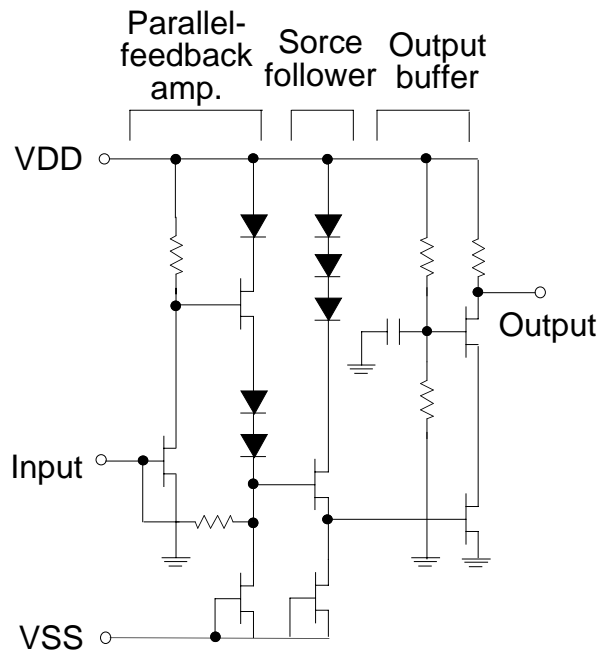 Parallel-
feedback
amp.
Sorce
follower
Output
buffer
VDD
Output
Input
VSS